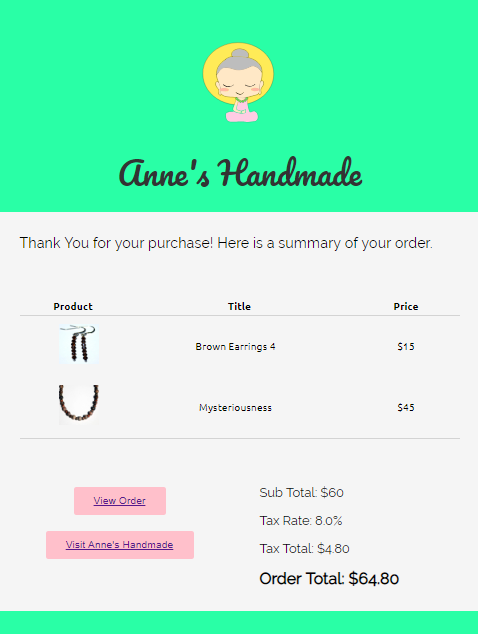 Anne's Handmade
Thank You for your purchase! Here is a summary of your order.
Product Title Price
Brown Earrings 4 $15
Mysteriousness $45
View Order
Visit Anne's Handmade
Sub Total: $60
Tax Rate: 8.0%
Tax Total: $4.80
Order Total: $64.80